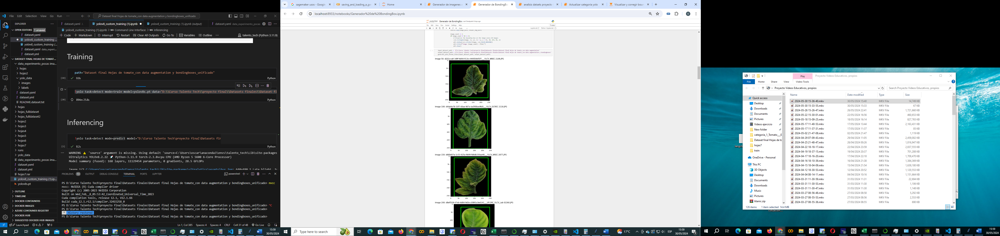 File Edit Selection View Go Run ··· Dataset final Hojas de tomate_con data augmentation y bondingboxes_unificado
EXPLORER
OPEN EDITORS 1 unsaved
dataset.yaml
yolov8_custom_training ...
yolov8_custom_training (...
dataset.yaml data_experi...
dataset.yml
DATASET FINAL HOJAS DE TOMAT...
data_experimento_pocas ima...
hojas
hojas2
yolo_data
images
labels
dataset.yaml
dataset.yml
README.dataset.txt
hojas
hojas_fulldataset
hojas_fulldataset2
hojas2
hojas3
hojas4
hojas5
hojas6
hojas7
runs
yolo_data
data_experimento_pocas ima...
dataset.yaml
dataset.yml
hojas7.rar
yolov8_custom_training (1).ip...
yolov8s.pt
OUTLINE
TIMELINE
DOCKER CONTAINERS
DOCKER IMAGES
AZURE CONTAINER REGISTRY
DOCKER HUB
SUGGESTED DOCKER HUB IMAGES
dataset.yaml .\ yolov8_custom_training (1).ipynb yolov8_custom_training (1).ipynb (output) dataset.yaml data_experimento_pocas
yolov8_custom_training (1).ipynb > Command Line Interface: > Inferencing
Code Markdown Interrupt Restart Clear All Outputs Go To Variables Outline ··· talento_tech (Python 3.11.9)
Training
path="Dataset final Hojas de tomate_con data augmentation y bondingboxes_unificado"
[18] 0.0s Python
!yolo task=detect mode=train model=yolov8s.pt data="D:\\Curso Talento Tech\\proyecto final\\Datasets finales\\Dataset fi
[20] 894m 25.8s Python
Inferencing
!yolo task=detect mode=predict model="D:\Curso Talento Tech\proyecto final\Datasets fir
8.2s Python
WARNING ⚠ 'source' argument is missing. Using default 'source=C:\Users\oscar\anaconda3\envs\talento_tech\Lib\site-packages
Ultralytics YOLOv8.2.22 🚀 Python-3.11.9 torch-2.3.0+cpu CPU (AMD Ryzen 5 5600 6-Core Processor)
Model summary (fused): 168 layers, 11129454 parameters, 0 gradients, 28.5 GFLOPs
PROBLEMS 13 OUTPUT DEBUG CONSOLE TERMINAL PORTS JUPYTER powershell
PS D:\Curso Talento Tech\proyecto final\Datasets finales\Dataset final Hojas de tomate_con data augmentation y bondingboxes_unificado> nvcc
nvcc: NVIDIA (R) Cuda compiler driver
Copyright (c) 2005-2023 NVIDIA Corporation
Built on Wed_Feb__8_05:53:42_Coordinated_Universal_Time_2023
Cuda compilation tools, release 12.1, V12.1.66
Build cuda_12.1.r12.1/compiler.32415258_0
PS D:\Curso Talento Tech\proyecto final\Datasets finales\Dataset final Hojas de tomate_con data augmentation y bondingboxes_unificado> ^C
PS D:\Curso Talento Tech\proyecto final\Datasets finales\Dataset final Hojas de tomate_con data augmentation y bondingboxes_unificado>
* History restored
PS D:\Curso Talento Tech\proyecto final\Datasets finales\Dataset final Hojas de tomate_con data augmentation y bondingboxes_unificado>
Launchpad 6 7 0 Ln 1, Col 385 Spaces: 4 Spaces: 4 CRLF Cell 31 of 48 Go Live
15:59
30/05/2024
sagemaker usos - Google saving_and_loading_a_ge Home Generador de imagenes a Generador de BondingBo analisis datsets proyecto Actualizar categoria yolo Visualizar y corregir boun
localhost:8933/notebooks/Generador%20de%20BondingBox.ipynb
jupyter Generador de BondingBox Last Checkpoint: 6 days ago
File Edit View Run Kernel Settings Help Trusted
image_count += 1
if image_count % 50 == 0:
plt.show()
Image 50: d201cca8-3d9f-4d44-913a-c940f26df2f7___YLCV_NREC 2108.JPG
Image 100: d44e8a78-33f7-48ae-907a-ba5f08ae9fa5___YLCV_GCREC 2118.JPG
Image 150: d689d07a-1c53-425a-9b99-fd6db330aa48___YLCV_NREC 2877.JPG
Image 200: d8eff209-47eb-4d84-9d3e-a5891a3ed141___UF.GRC_YLCV_Lab 02260.JPG
Type here to search
17°C ESP 15:59
30/05/2024
Play Proyecto Videos Educativos, propios
File Home Share View Video Tools
Proyecto Videos Educativos, propios Search Proyecto Videos Educativos, propios
Quick access
Desktop
Downloads
Documents
Pictures
Videos ejercicio
New folder
categoria_1_Tomato___E
Dataset final Hojas de to
hojas7
train
OneDrive - Personal
This PC
3D Objects
Desktop
Documents
Downloads
Music
Pictures
titanic.zip
Name Date modified Type Size
2024-05-30 15-36-40.mkv 30/05/2024 15:40 MKV File 14,749 KB
2024-05-30 15-33-55.mkv 30/05/2024 15:33 MKV File 67 KB
2024-05-26 15-26-47.mkv 26/05/2024 22:41 MKV File 1,721,660 KB
2024-05-22 15-30-01.mkv 22/05/2024 16:56 MKV File 460,653 KB
2024-05-18 15-09-25.mkv 18/05/2024 16:14 MKV File 827,765 KB
2024-05-17 11-40-53.mkv 17/05/2024 13:44 MKV File 2,163,431 KB
2024-05-17 11-37-31.mkv 17/05/2024 11:37 MKV File 85 KB
2024-05-02 21-47-08.mkv 02/05/2024 21:47 MKV File 1,119 KB
2024-04-29 07-09-43.mkv 29/04/2024 11:05 MKV File 2,459,002 KB
2024-04-25 21-48-47.mkv 26/04/2024 00:26 MKV File 1,816,947 KB
2024-04-22 18-18-17.mkv 22/04/2024 23:59 MKV File 2,837,555 KB
2024-04-19 18-37-15.mkv 19/04/2024 20:37 MKV File 701,288 KB
2024-04-17 18-16-20.mkv 17/04/2024 22:18 MKV File 1,709,470 KB
2024-04-16 18-10-39.mkv 16/04/2024 21:38 MKV File 1,384,369 KB
2024-04-15 18-04-09.mkv 15/04/2024 21:54 MKV File 1,639,180 KB
2024-04-12 18-30-53.mkv 12/04/2024 20:52 MKV File 1,120,553 KB
2024-04-04 08-14-11.mkv 04/04/2024 10:16 MKV File 1,151,664 KB
2024-03-31 11-30-59.mkv 31/03/2024 11:31 MKV File 22,694 KB
2024-03-31 11-30-53.mkv 31/03/2024 11:30 MKV File 1,106 KB
2024-03-31 11-30-47.mkv 31/03/2024 11:30 MKV File 1,148 KB
2024-03-27 08-56-48.mkv 27/03/2024 08:58 MKV File 5,292 KB
2024-03-27 08-55-53.mkv 27/03/2024 08:56 MKV File 2,553 KB
2024-03-27 08-55-36.mkv 27/03/2024 08:55 MKV File 690 KB
126 items 1 item selected 14.4 MB
langch
cotizacion....
15:59
30/05/2024